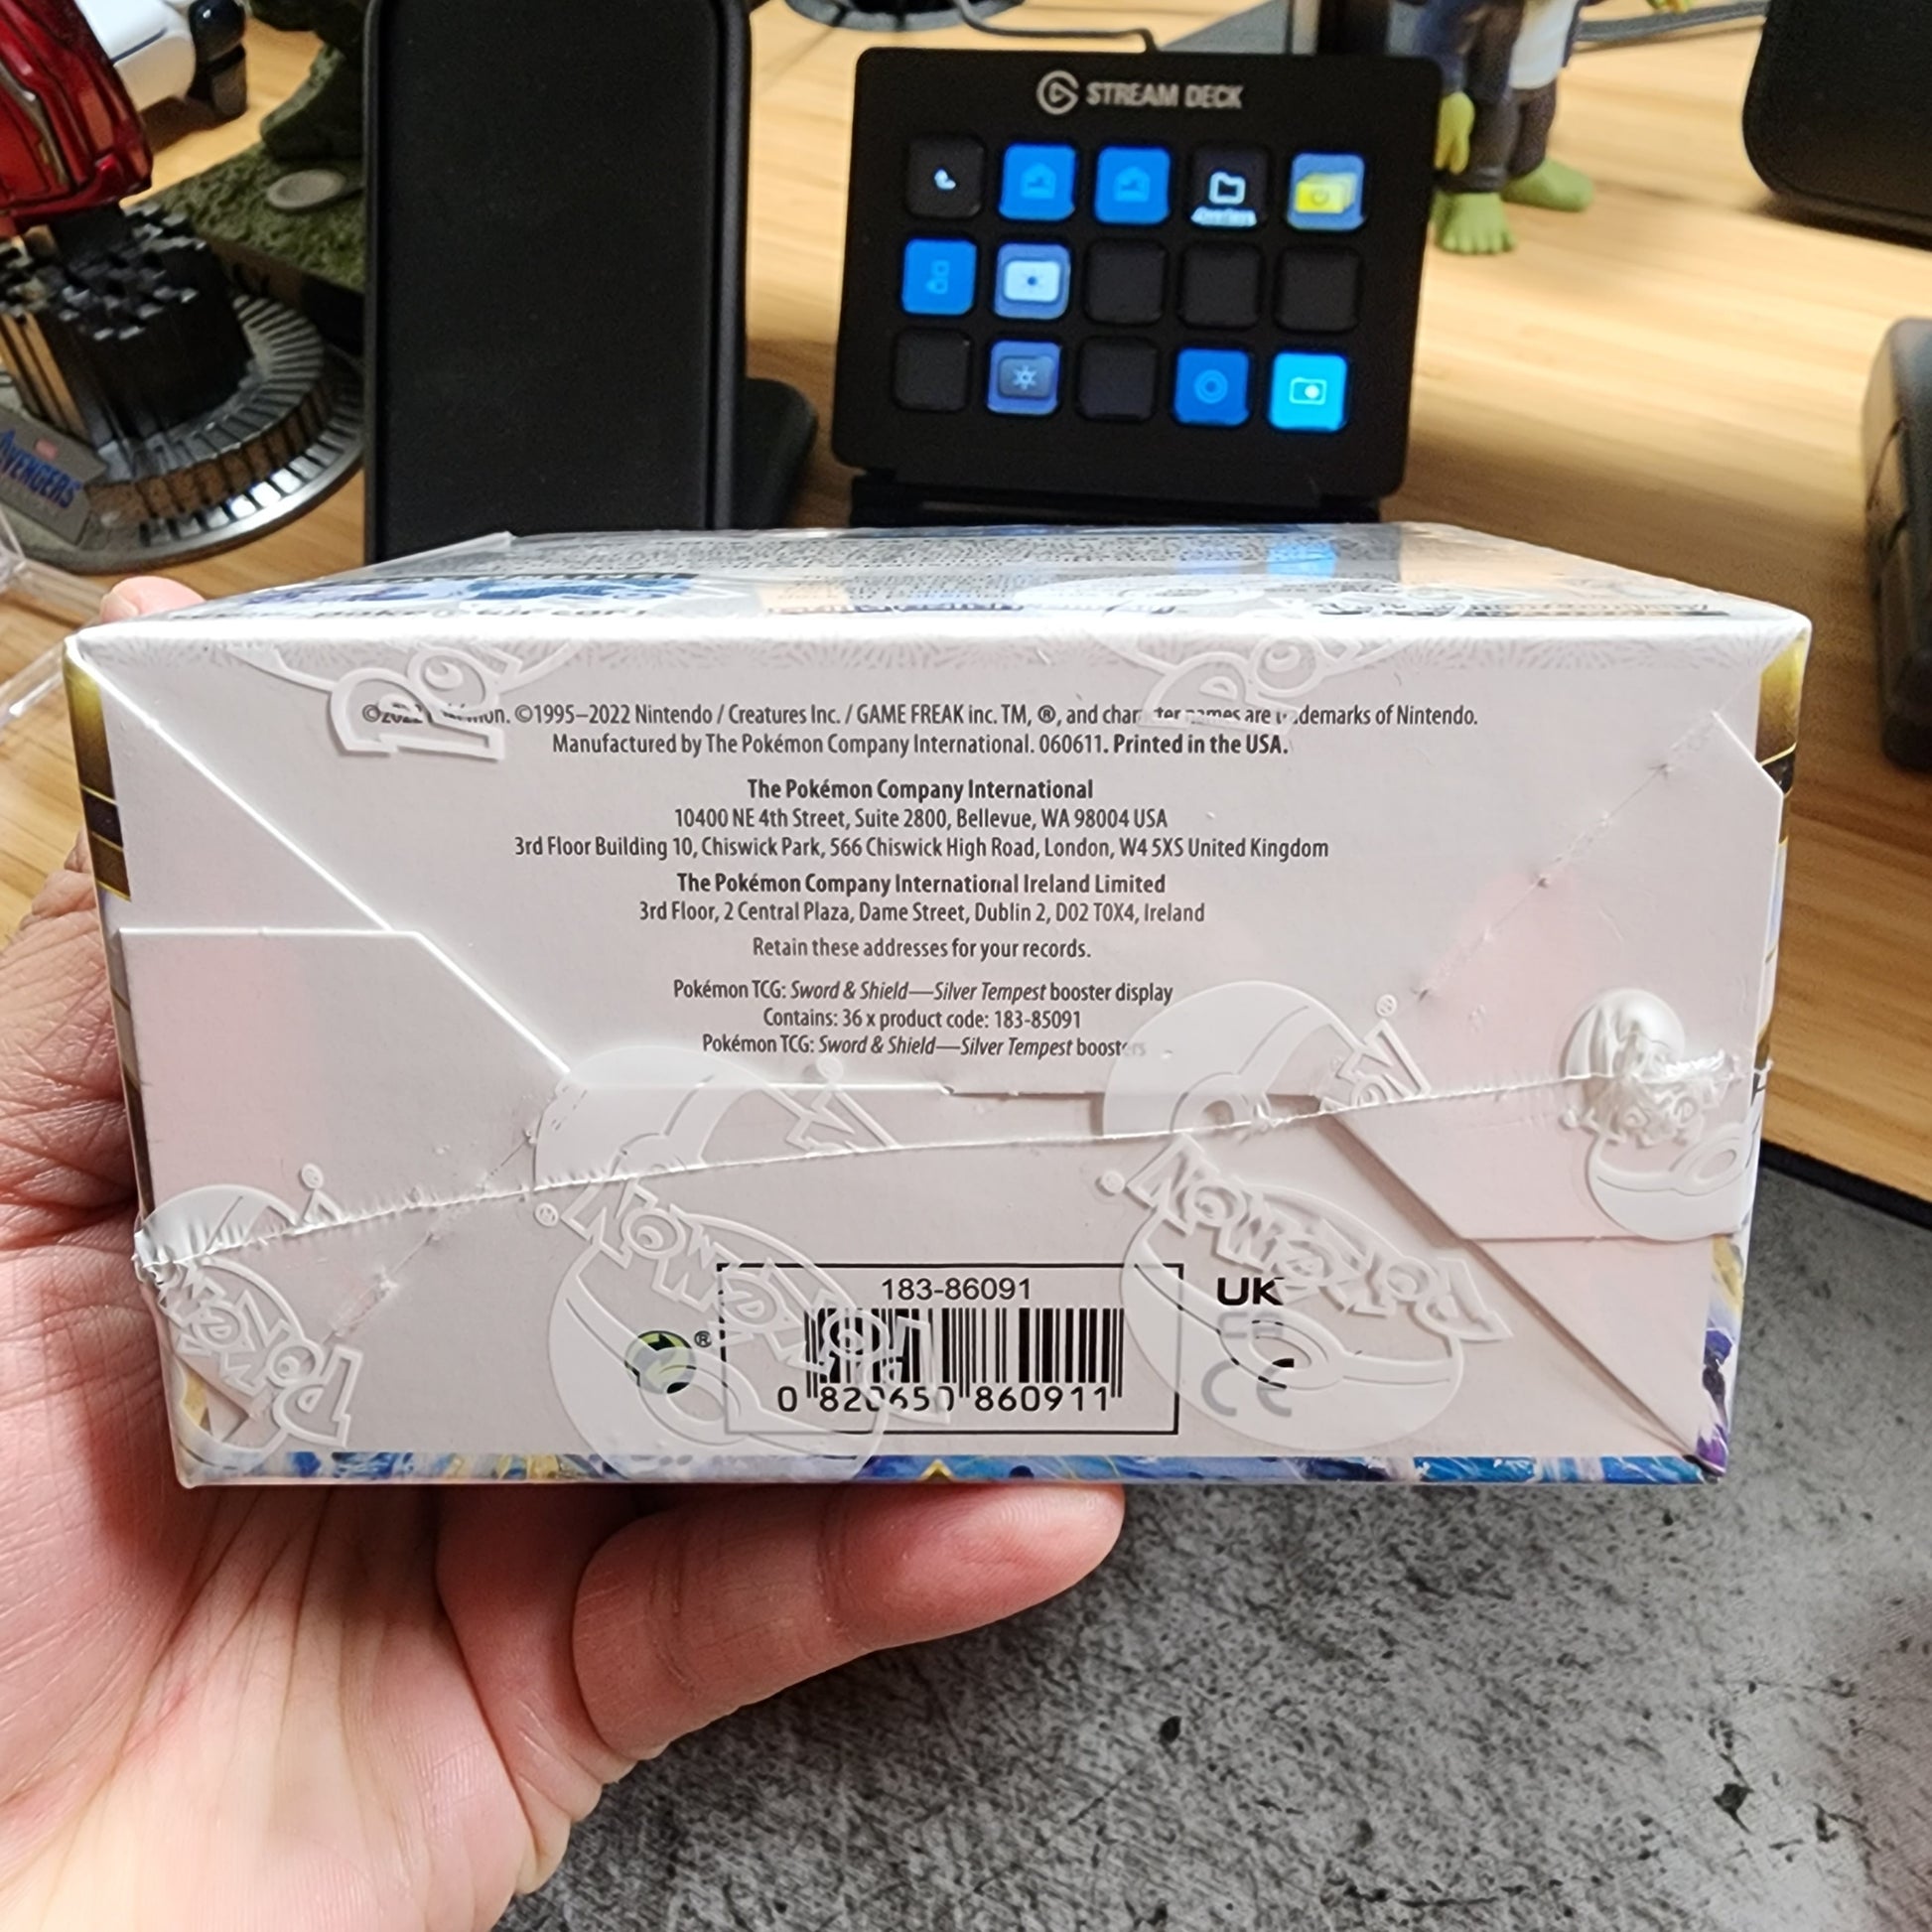 STREAM DECK
AVENGERS
©2022 Pokémon. ©1995–2022 Nintendo / Creatures Inc. / GAME FREAK inc. TM, ®, and character names are trademarks of Nintendo.
Manufactured by The Pokémon Company International. 060611. Printed in the USA.
The Pokémon Company International
10400 NE 4th Street, Suite 2800, Bellevue, WA 98004 USA
3rd Floor Building 10, Chiswick Park, 566 Chiswick High Road, London, W4 5XS United Kingdom
The Pokémon Company International Ireland Limited
3rd Floor, 2 Central Plaza, Dame Street, Dublin 2, D02 T0X4, Ireland
Retain these addresses for your records.
Pokémon TCG: Sword & Shield—Silver Tempest booster display
Contains: 36 x product code: 183-85091
Pokémon TCG: Sword & Shield—Silver Tempest boosters
POKéMON
POKéMON
POKéMON
183-86091
0 820650 860911
®
UK
CA
CE